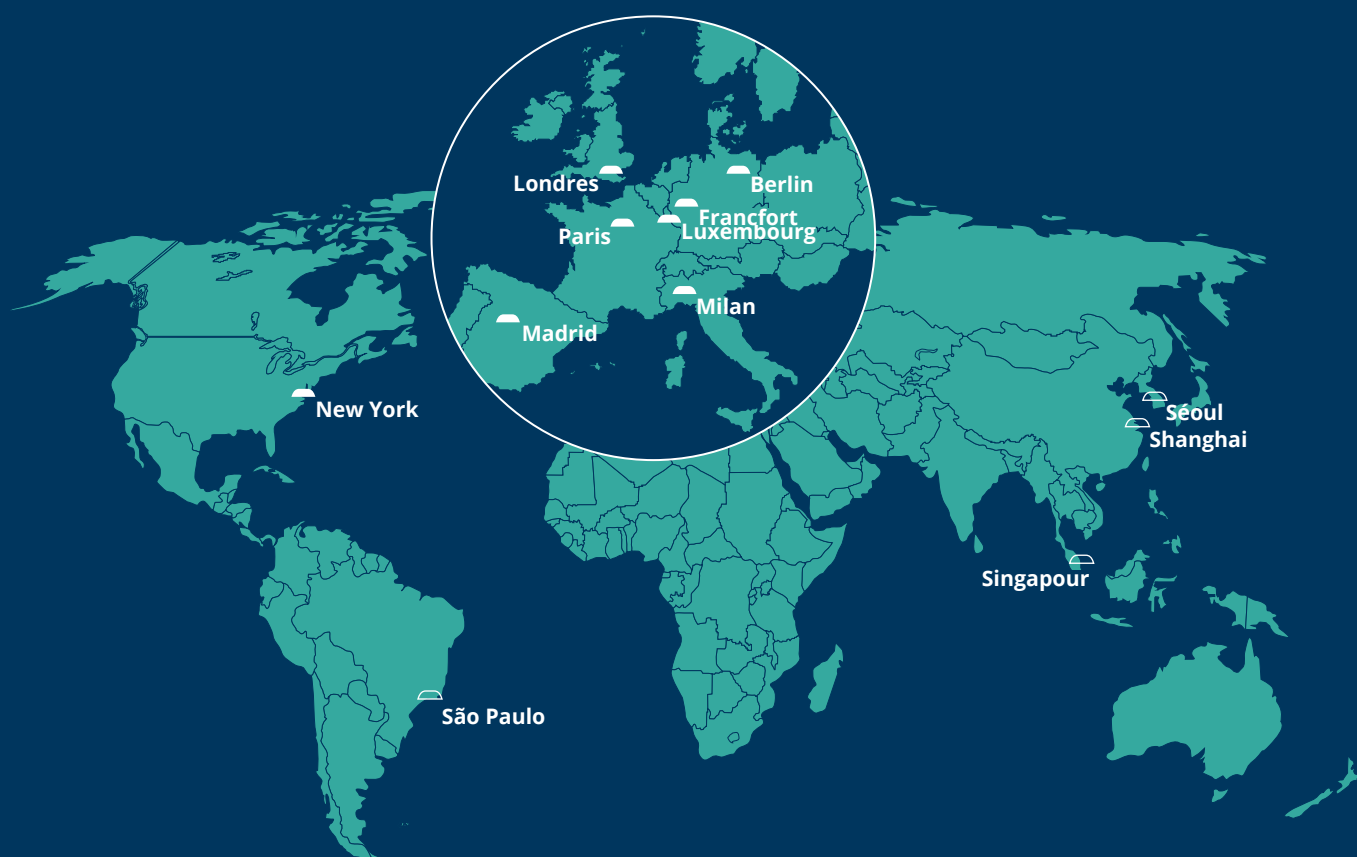 Londres
Berlin
Francfort
Luxembourg
Paris
Milan
Madrid
New York
Séoul
Shanghai
Singapour
São Paulo